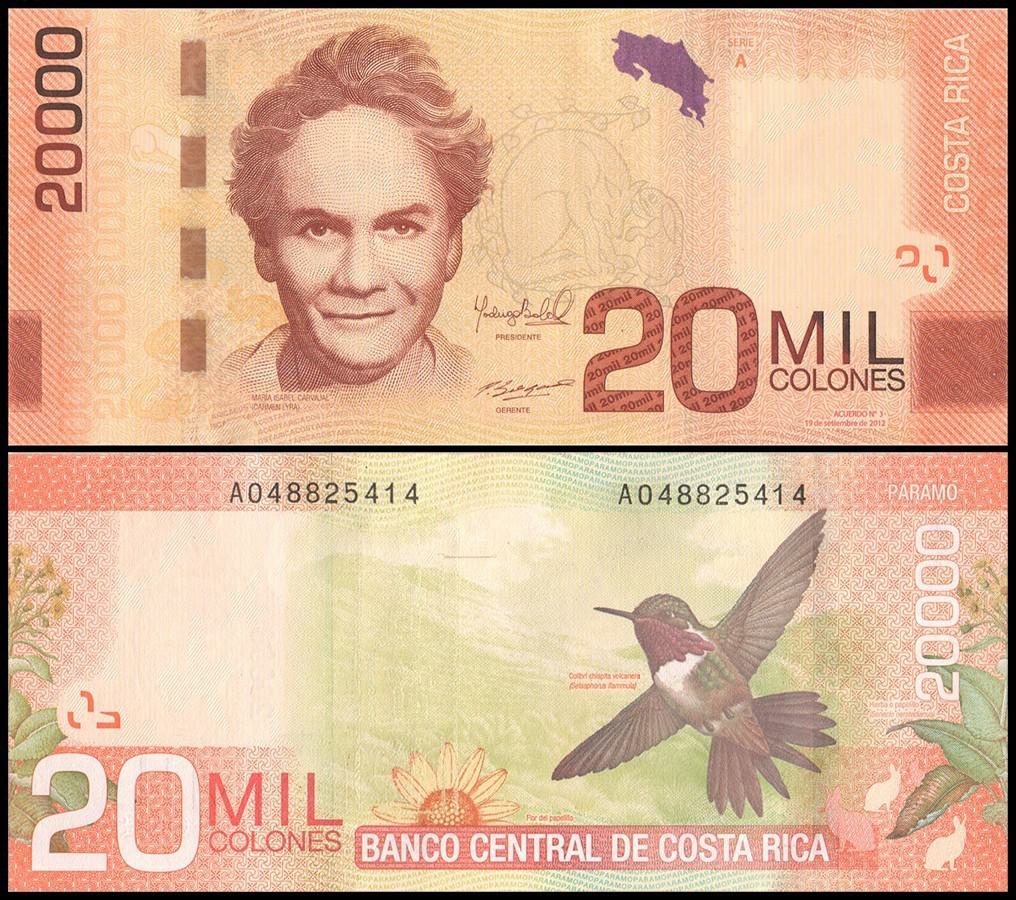 20000
SERIE
A
COSTA RICA
PRESIDENTE
GERENTE
20 MIL
COLONES
MARIA ISABEL CARVAJAL
(CARMEN LYRA)
ACUERDO N° 3
19 de setiembre de 2012
A048825414
A048825414
PARAMO
20000
Colibrí chispita volcanera
(Selasphorus flammula)
Flor del papelillo
20 MIL
COLONES
BANCO CENTRAL DE COSTA RICA